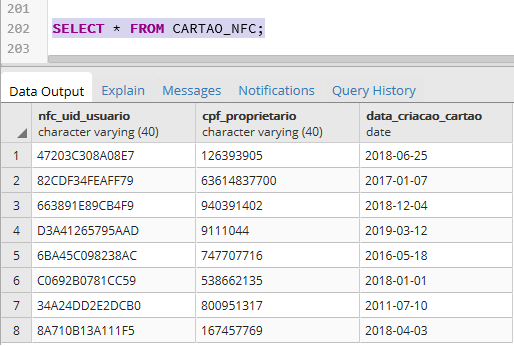 201
202 SELECT * FROM CARTAO_NFC;
203
Data Output Explain Messages Notifications Query History
nfc_uid_usuario cpf_proprietario data_criacao_cartao
character varying (40) character varying (40) date
1 47203C308A08E7 126393905 2018-06-25
2 82CDF34FEAFF79 63614837700 2017-01-07
3 663891E89CB4F9 940391402 2018-12-04
4 D3A41265795AAD 9111044 2019-03-12
5 6BA45C098238AC 747707716 2016-05-18
6 C0692B0781CC59 538662135 2018-01-01
7 34A24DD2E2DCB0 800951317 2011-07-10
8 8A710B13A111F5 167457769 2018-04-03